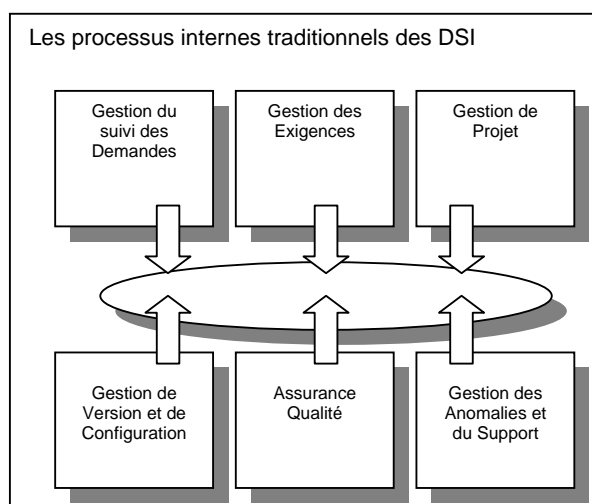 Les processus internes traditionnels des DSI
Gestion du
suivi des
Demandes
Gestion des
Exigences
Gestion de
Projet
Gestion de
Version et de
Configuration
Assurance
Qualité
Gestion des
Anomalies et
du Support